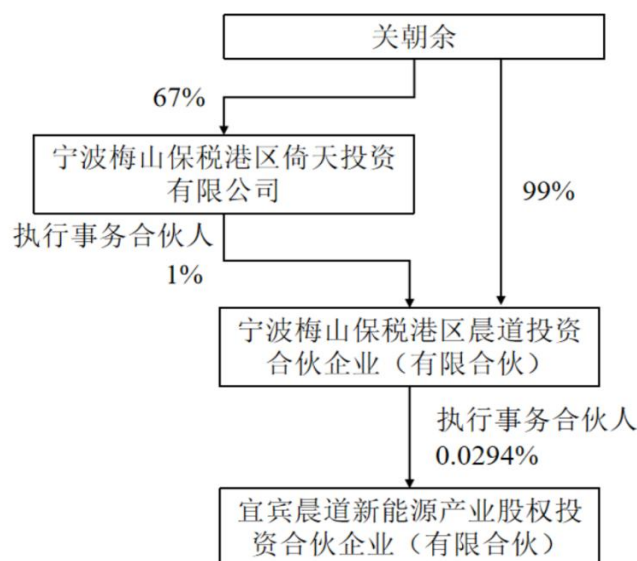 关朝余
67%
宁波梅山保税港区倚天投资
有限公司
99%
执行事务合伙人
1%
宁波梅山保税港区晨道投资
合伙企业（有限合伙）
执行事务合伙人
0.0294%
宜宾晨道新能源产业股权投
资合伙企业（有限合伙）